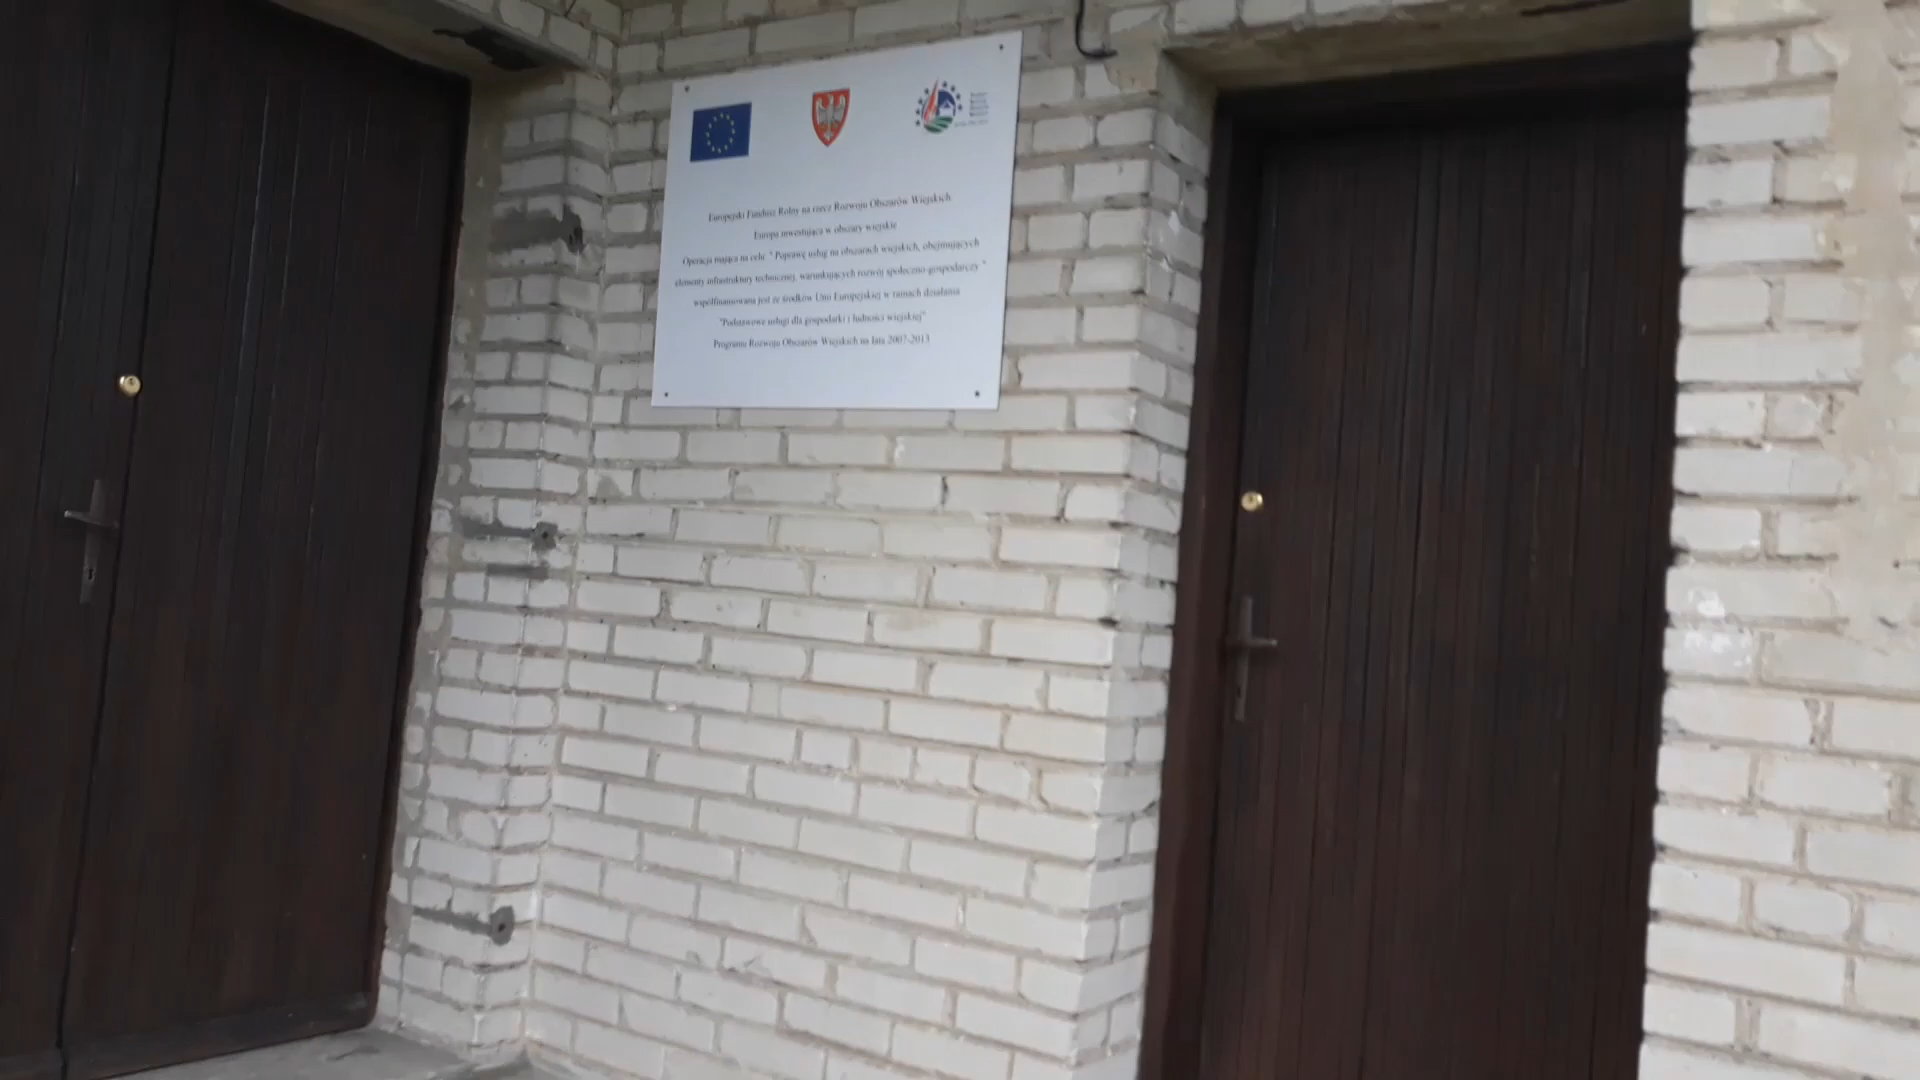 Europejski Fundusz Rolny na rzecz Rozwoju Obszarów Wiejskich
Europa inwestująca w obszary wiejskie
Operacja mająca na celu: " Poprawę usług na obszarach wiejskich, obejmujących
elementy infrastruktury technicznej, warunkujących rozwój społeczno-gospodarczy "
współfinansowana jest ze środków Unii Europejskiej w ramach działania
"Podstawowe usługi dla gospodarki i ludności wiejskiej"
Programu Rozwoju Obszarów Wiejskich na lata 2007-2013